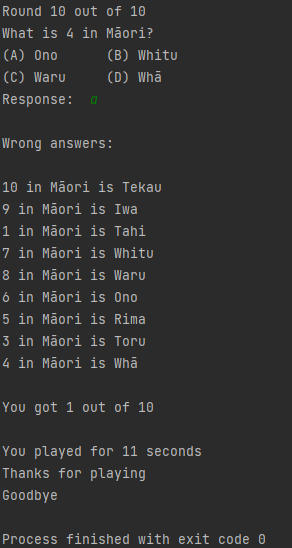 Round 10 out of 10
What is 4 in Māori?
(A) Ono (B) Whitu
(C) Waru (D) Whā
Response: a
Wrong answers:
10 in Māori is Tekau
9 in Māori is Iwa
1 in Māori is Tahi
7 in Māori is Whitu
8 in Māori is Waru
6 in Māori is Ono
5 in Māori is Rima
3 in Māori is Toru
4 in Māori is Whā
You got 1 out of 10
You played for 11 seconds
Thanks for playing
Goodbye
Process finished with exit code 0